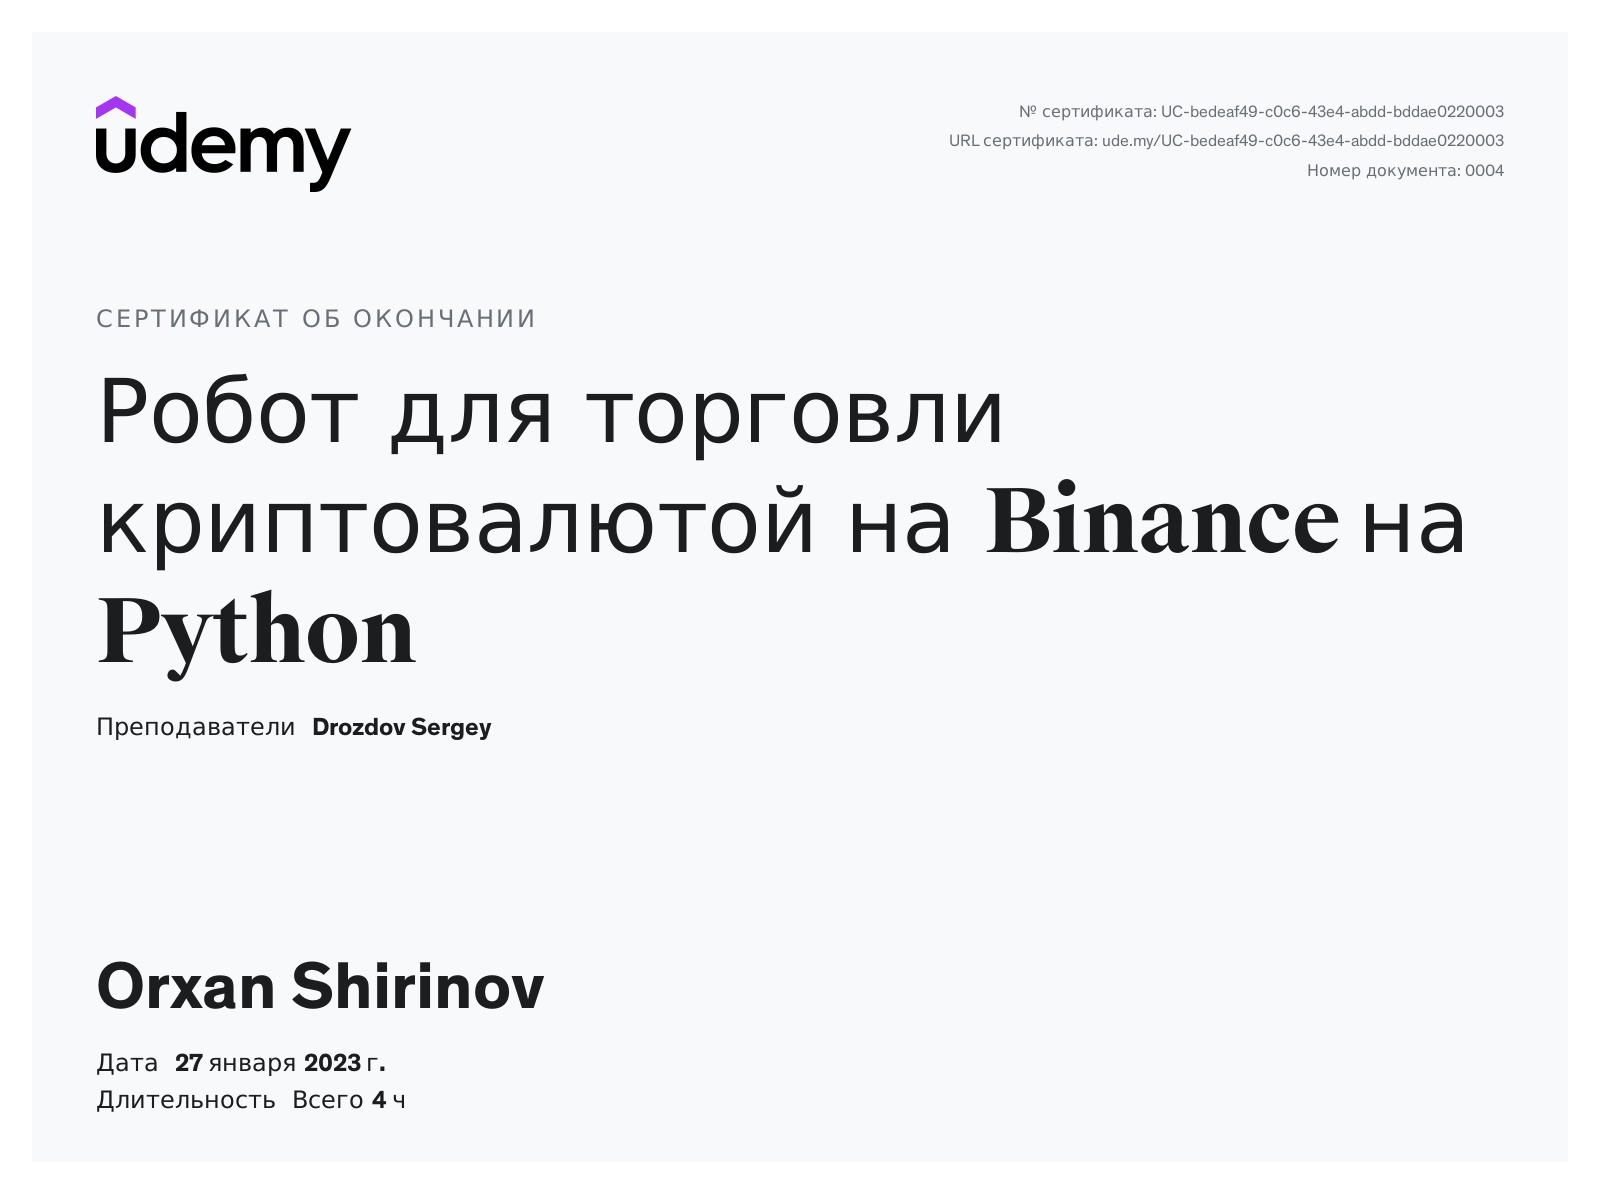 udemy
№ сертификата: UC-bedeaf49-c0c6-43e4-abdd-bddae0220003
URL сертификата: ude.my/UC-bedeaf49-c0c6-43e4-abdd-bddae0220003
Номер документа: 0004
СЕРТИФИКАТ ОБ ОКОНЧАНИИ
Робот для торговли
криптовалютой на Binance на
Python
Преподаватели Drozdov Sergey
Orxan Shirinov
Дата 27 января 2023 г.
Длительность Всего 4 ч